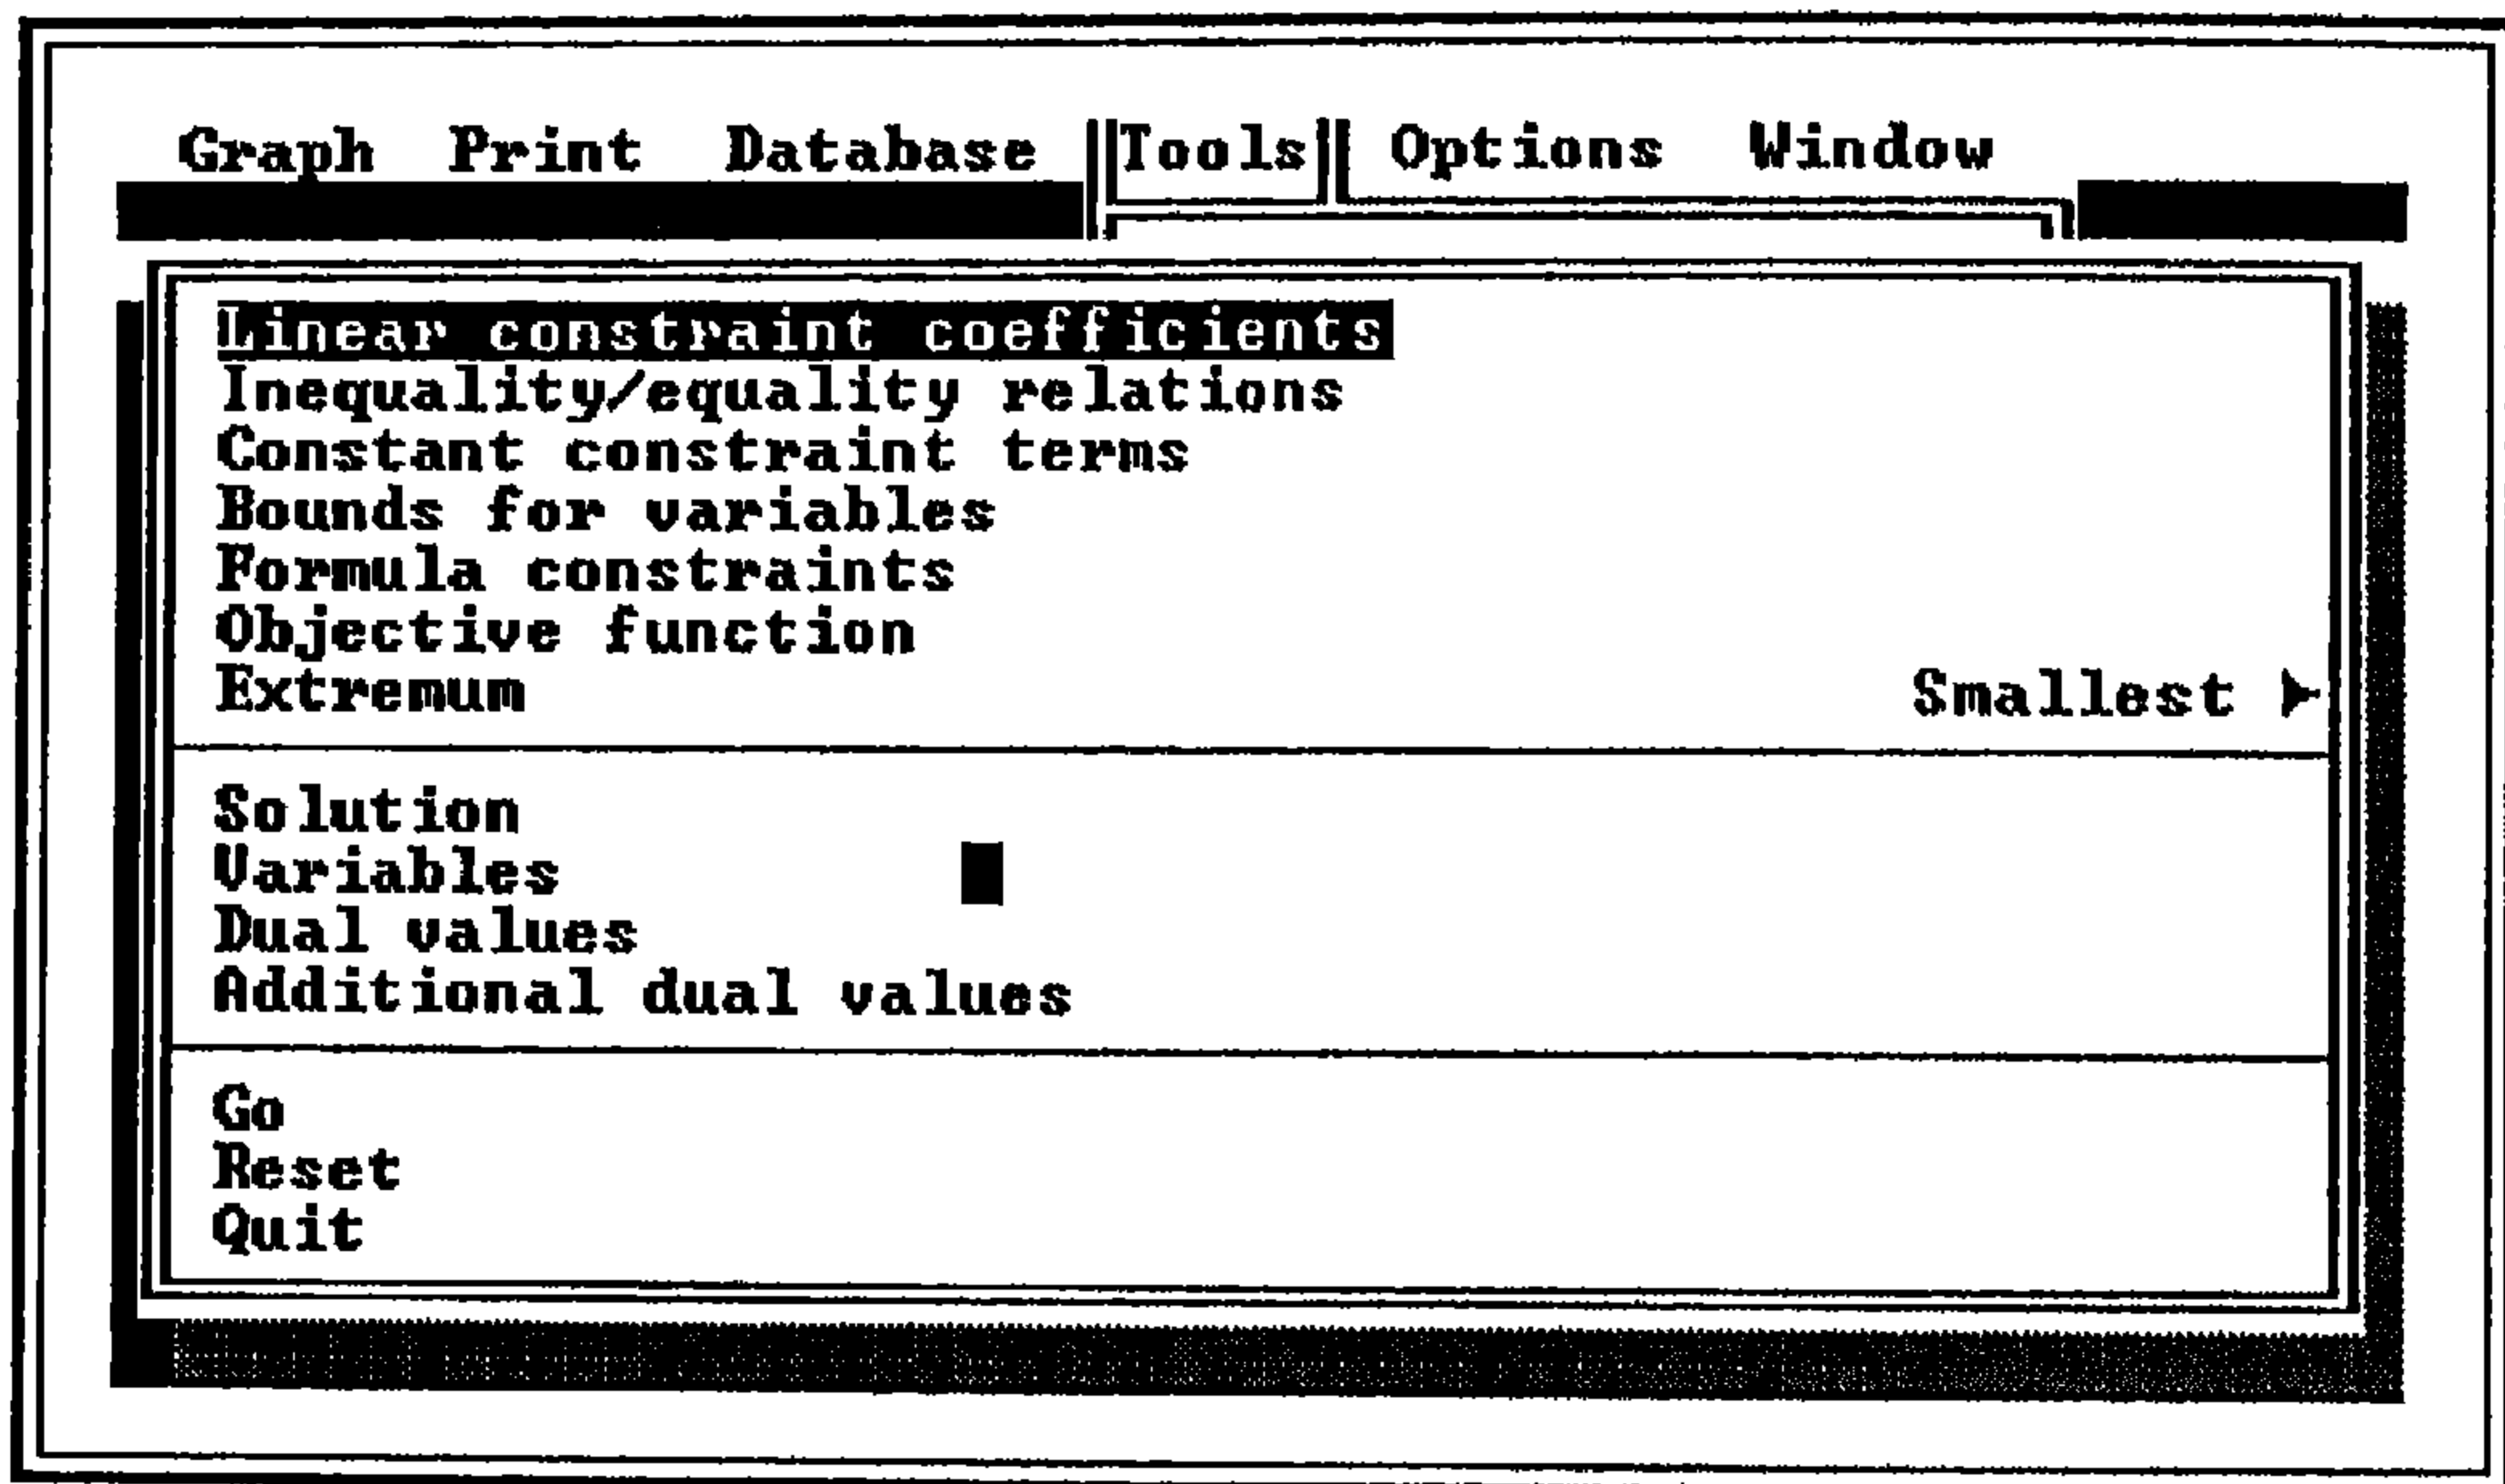 Graph Print Database Tools Options Window
Linear constraint coefficients
Inequality/equality relations
Constant constraint terms
Bounds for variables
Formula constraints
Objective function
Extremum Smallest ►
Solution
Variables
Dual values
Additional dual values
Go
Reset
Quit